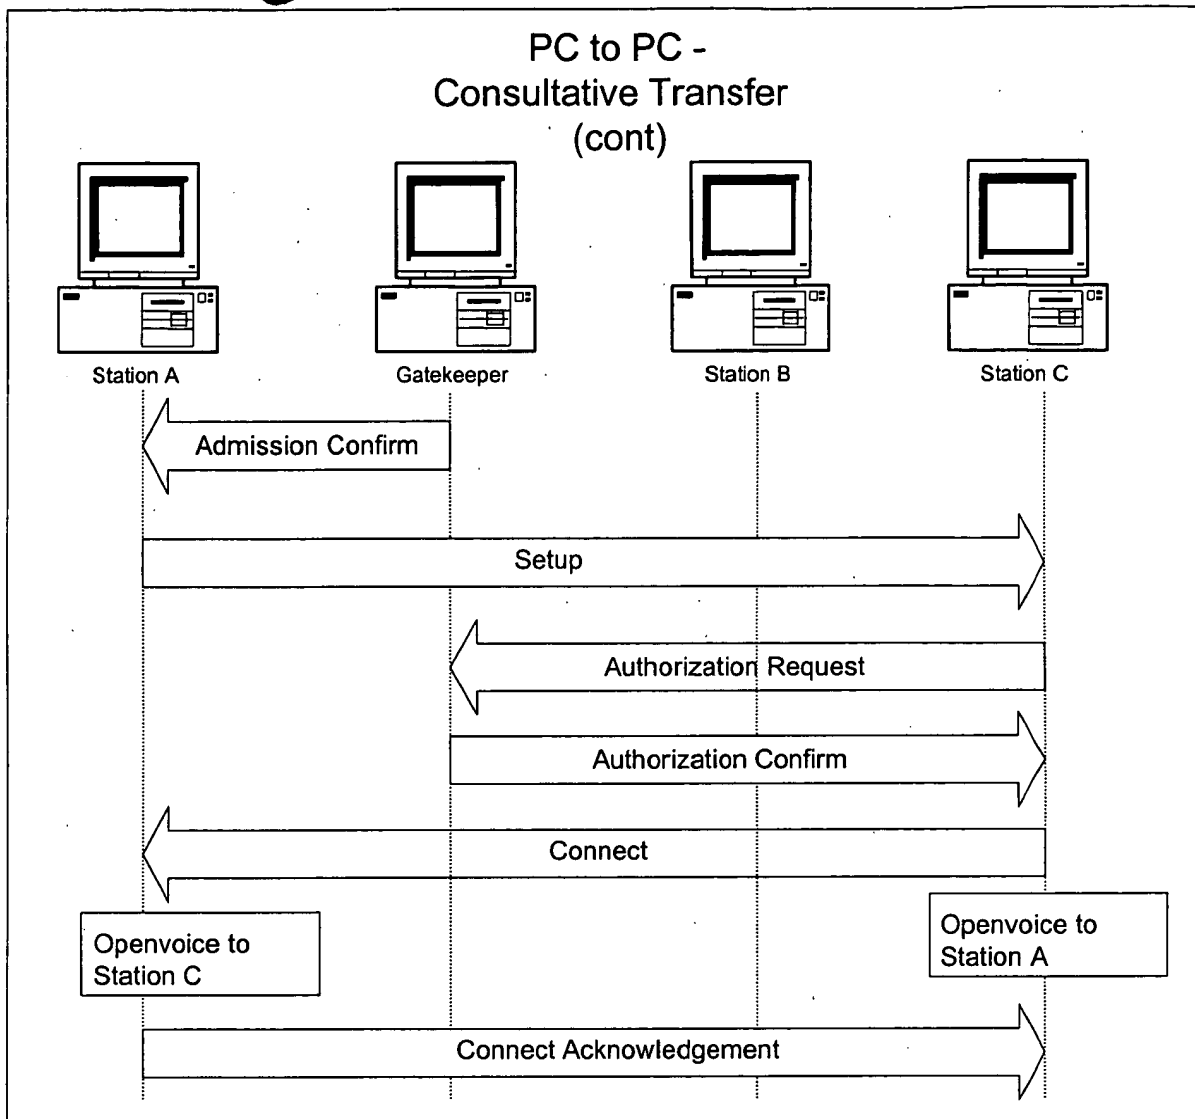 PC to PC -
Consultative Transfer
(cont)
Station A
Gatekeeper
Station B
Station C
Admission Confirm
Setup
Authorization Request
Authorization Confirm
Connect
Openvoice to
Station C
Openvoice to
Station A
Connect Acknowledgement